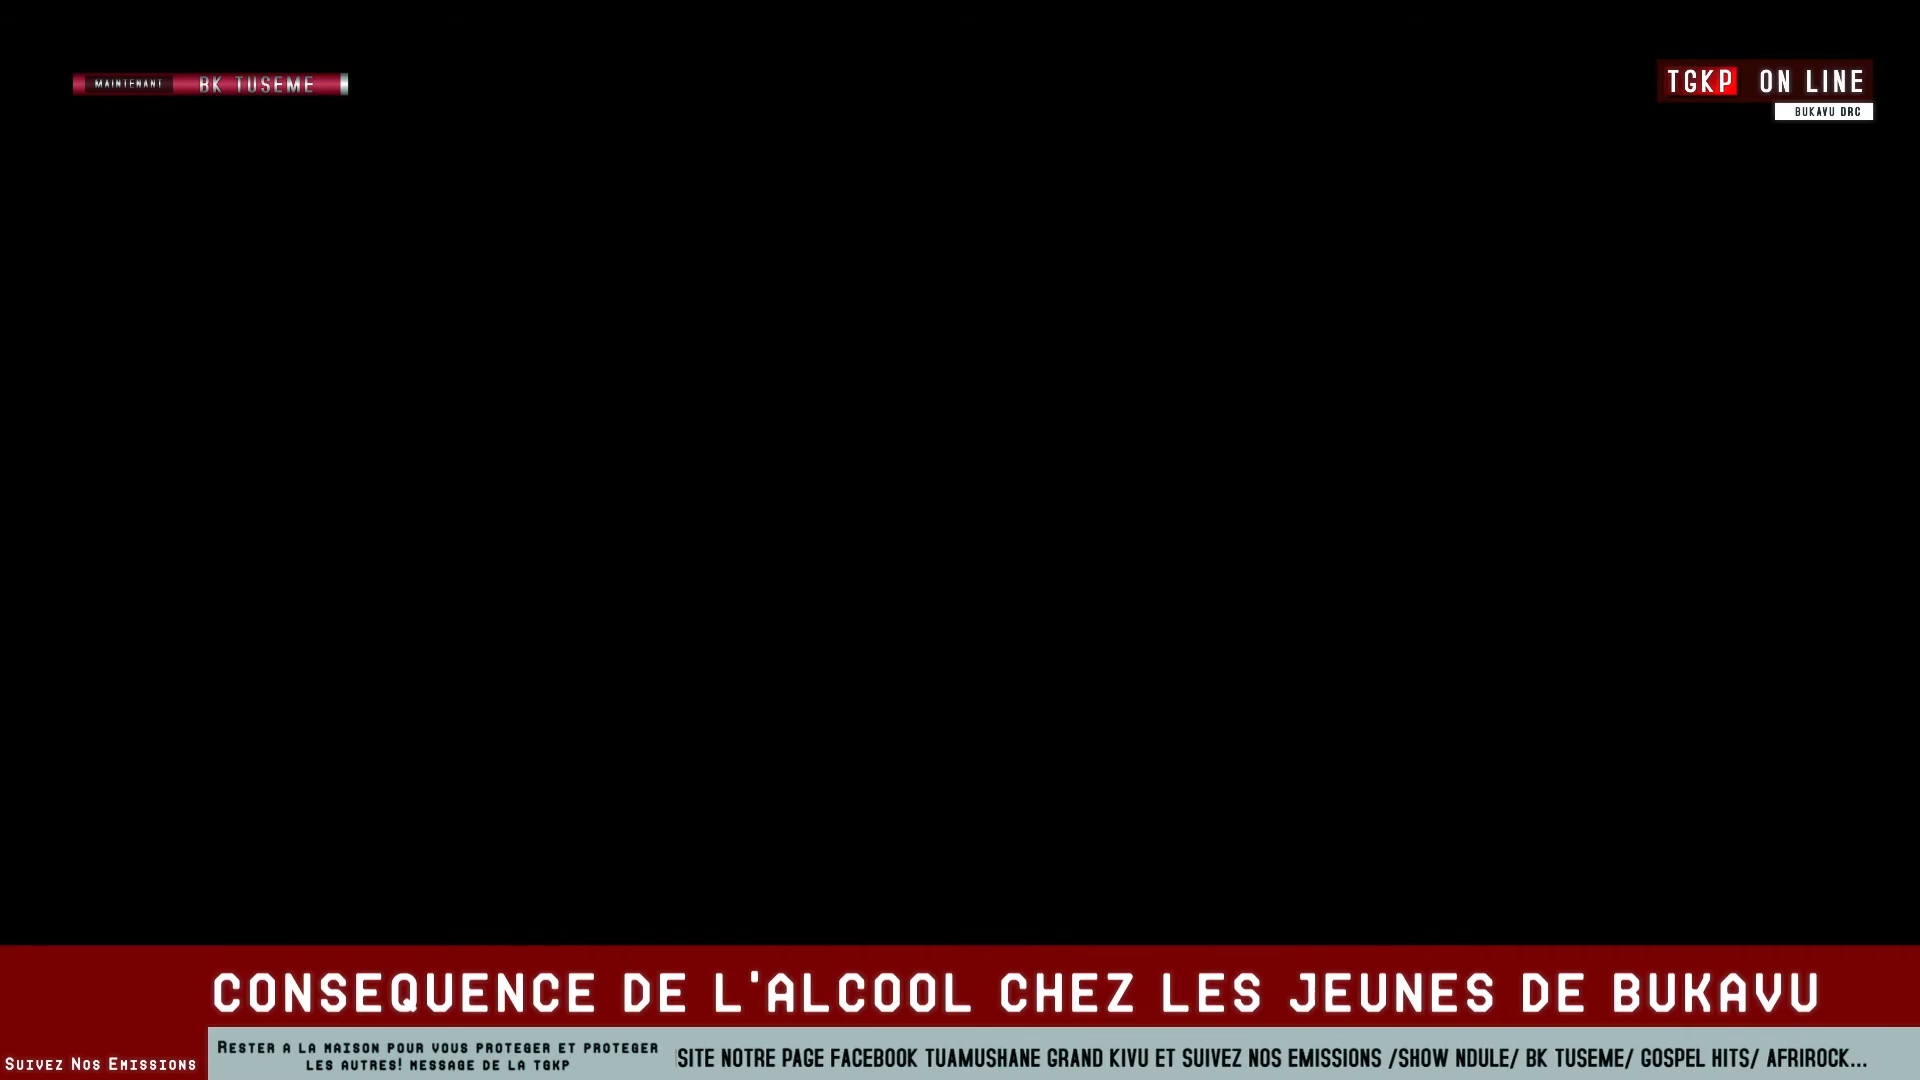 MAINTENANT BK TUSEME
TGKP ON LINE
BUKAVU DRC
CONSEQUENCE DE L'ALCOOL CHEZ LES JEUNES DE BUKAVU
Suivez Nos Emissions
Rester a la maison pour vous proteger et proteger
les autres! message de la tgkp
SITE NOTRE PAGE FACEBOOK TUAMUSHANE GRAND KIVU ET SUIVEZ NOS EMISSIONS /SHOW NDULE/ BK TUSEME/ GOSPEL HITS/ AFRIROCK...